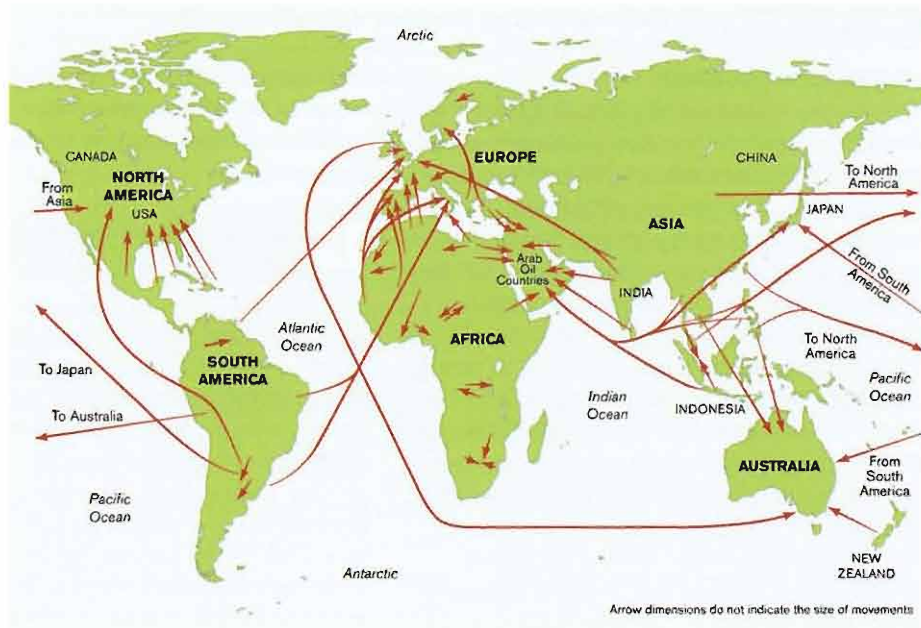 Arctic
CANADA
NORTH
AMERICA
USA
From
Asia
EUROPE
CHINA
To North
America
ASIA
JAPAN
From South
America
Arab
Oil
Countries
INDIA
Atlantic
Ocean
AFRICA
SOUTH
AMERICA
To Japan
To Australia
To North
America
Pacific
Ocean
Indian
Ocean
INDONESIA
AUSTRALIA
From
South
America
Pacific
Ocean
NEW
ZEALAND
Antarctic
Arrow dimensions do not indicate the size of movements